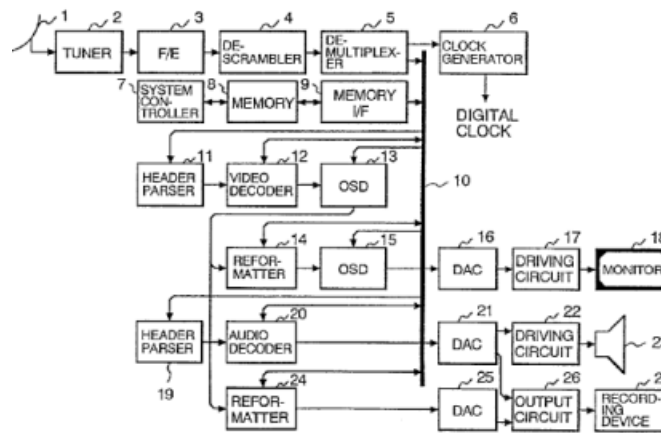 1 2 3 4 5 6
TUNER
F/E
DE-
SCRAMBLER
DE-
MULTIPLEX-
ER
CLOCK
GENERATOR
7 8 9
SYSTEM
CON-
TROLLER
MEMORY
MEMORY
I/F
DIGITAL
CLOCK
11 12 13
HEADER
PARSER
VIDEO
DECODER
OSD
10
14 15 16 17 18
REFOR-
MATTER
OSD
DAC
DRIVING
CIRCUIT
MONITOR
20 21 22
HEADER
PARSER
AUDIO
DECODER
DAC
DRIVING
CIRCUIT
19 24 25 26
REFOR-
MATTER
DAC
OUTPUT
CIRCUIT
RECORD-
ING
DEVICE